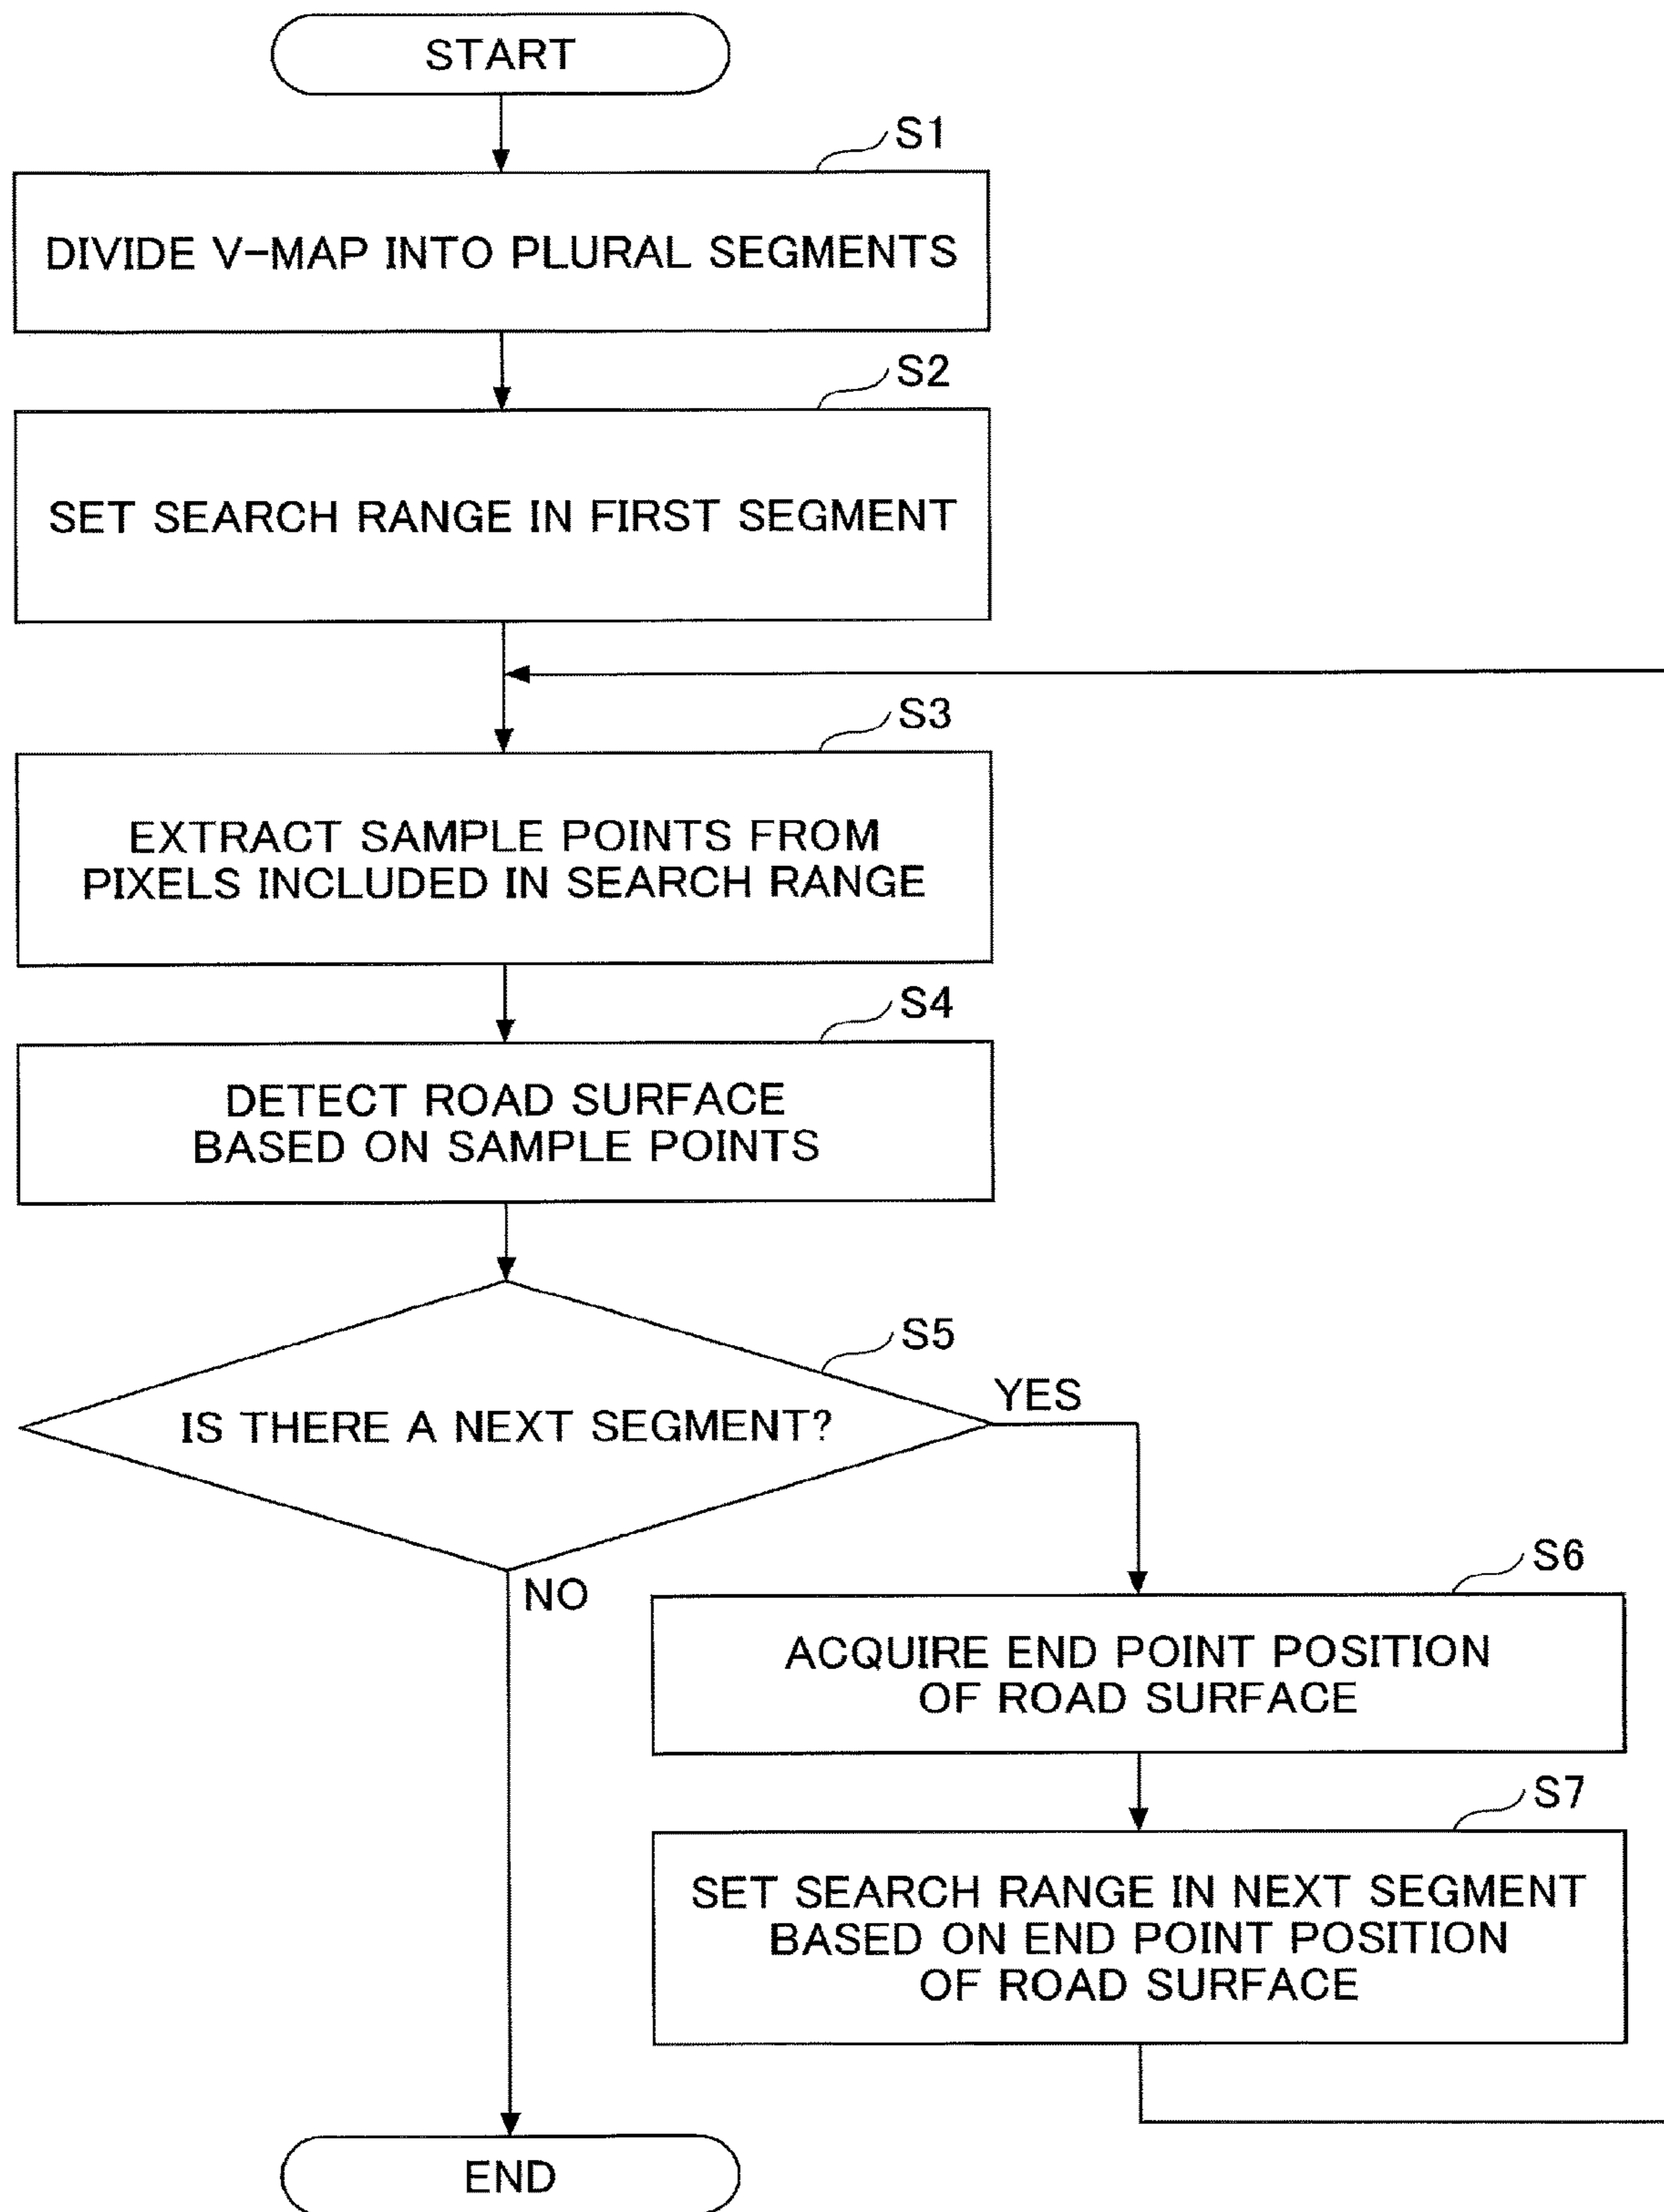 START
S1
DIVIDE V-MAP INTO PLURAL SEGMENTS
S2
SET SEARCH RANGE IN FIRST SEGMENT
S3
EXTRACT SAMPLE POINTS FROM
PIXELS INCLUDED IN SEARCH RANGE
S4
DETECT ROAD SURFACE
BASED ON SAMPLE POINTS
S5
IS THERE A NEXT SEGMENT?
YES
NO
S6
ACQUIRE END POINT POSITION
OF ROAD SURFACE
S7
SET SEARCH RANGE IN NEXT SEGMENT
BASED ON END POINT POSITION
OF ROAD SURFACE
END